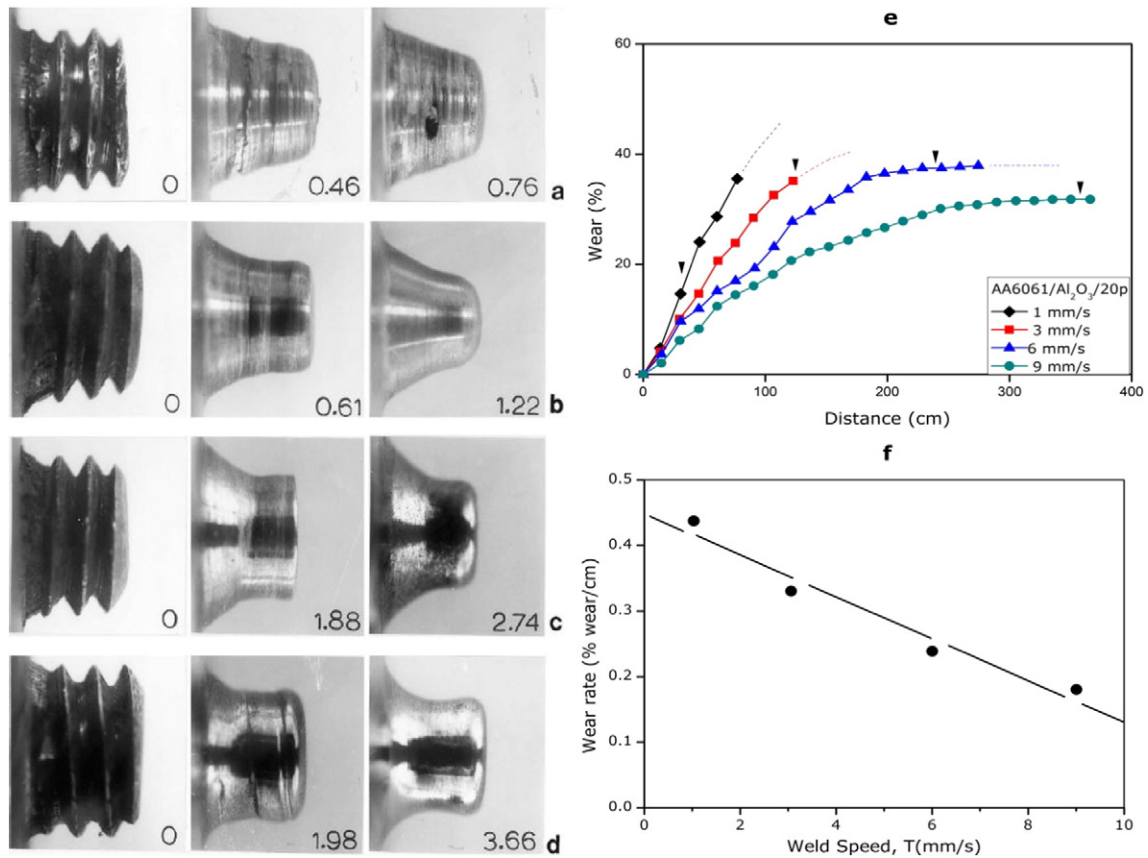 0
0.46
0.76
a
0
0.61
1.22
b
0
1.88
2.74
c
0
1.98
3.66
d
e
60
40
20
0
Wear (%)
0
100
200
300
400
Distance (cm)
AA6061/Al₂O₃/20p
1 mm/s
3 mm/s
6 mm/s
9 mm/s
f
0.5
0.4
0.3
0.2
0.1
0.0
Wear rate (% wear/cm)
0
2
4
6
8
10
Weld Speed, T(mm/s)